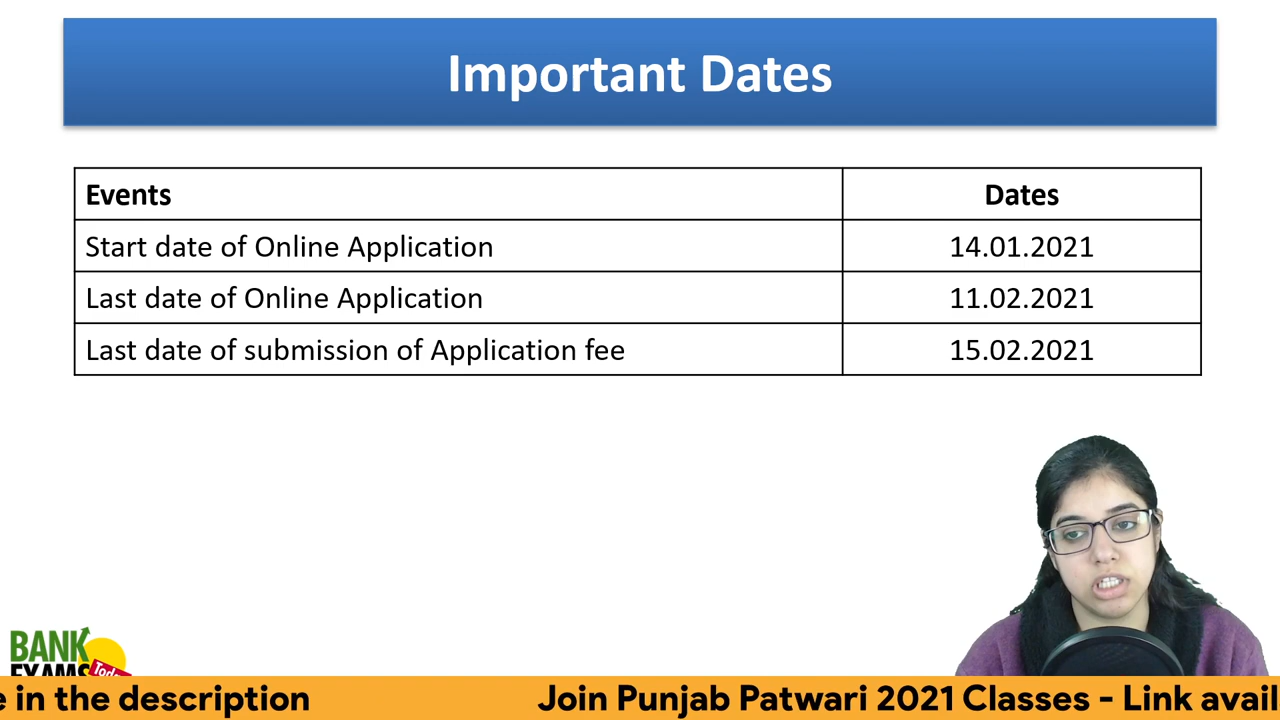 Important Dates
Events Dates
Start date of Online Application 14.01.2021
Last date of Online Application 11.02.2021
Last date of submission of Application fee 15.02.2021
BANK
EXAMS Today
e in the description Join Punjab Patwari 2021 Classes - Link avail